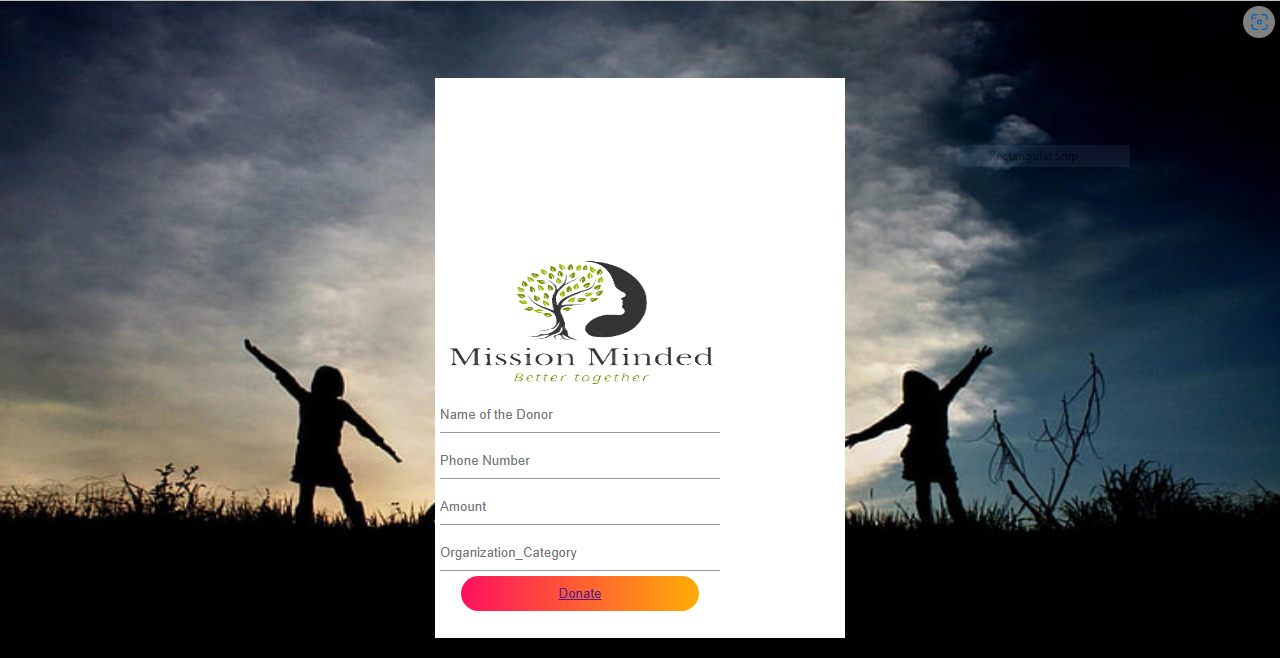 Rectangular Snip
Mission Minded
Better together
Name of the Donor
Phone Number
Amount
Organization_Category
Donate